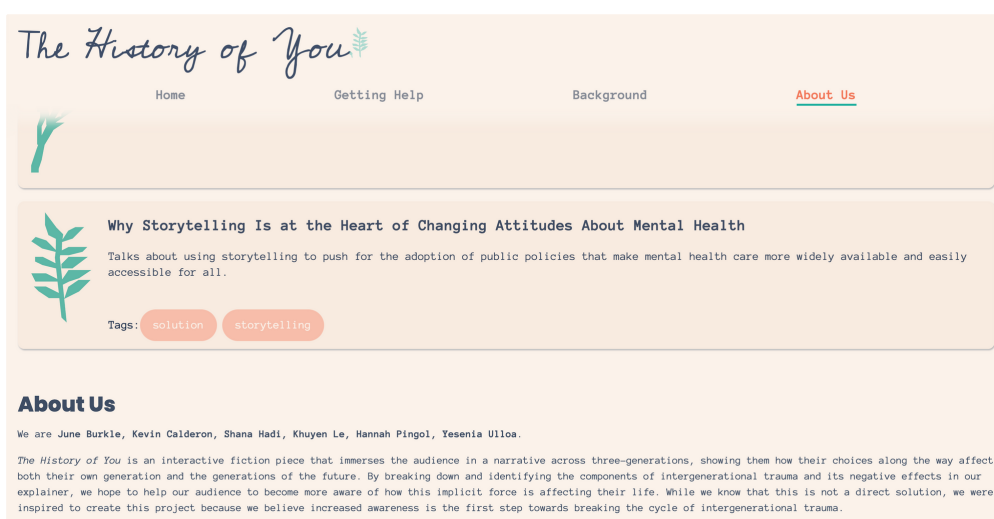 The History of You
Home Getting Help Background About Us
Why Storytelling Is at the Heart of Changing Attitudes About Mental Health
Talks about using storytelling to push for the adoption of public policies that make mental health care more widely available and easily
accessible for all.
Tags: solution storytelling
About Us
We are June Burkle, Kevin Calderon, Shana Hadi, Khuyen Le, Hannah Pingol, Yesenia Ulloa.
The History of You is an interactive fiction piece that immerses the audience in a narrative across three-generations, showing them how their choices along the way affect
both their own generation and the generations of the future. By breaking down and identifying the components of intergenerational trauma and its negative effects in our
explainer, we hope to help our audience to become more aware of how this implicit force is affecting their life. While we know that this is not a direct solution, we were
inspired to create this project because we believe increased awareness is the first step towards breaking the cycle of intergenerational trauma.